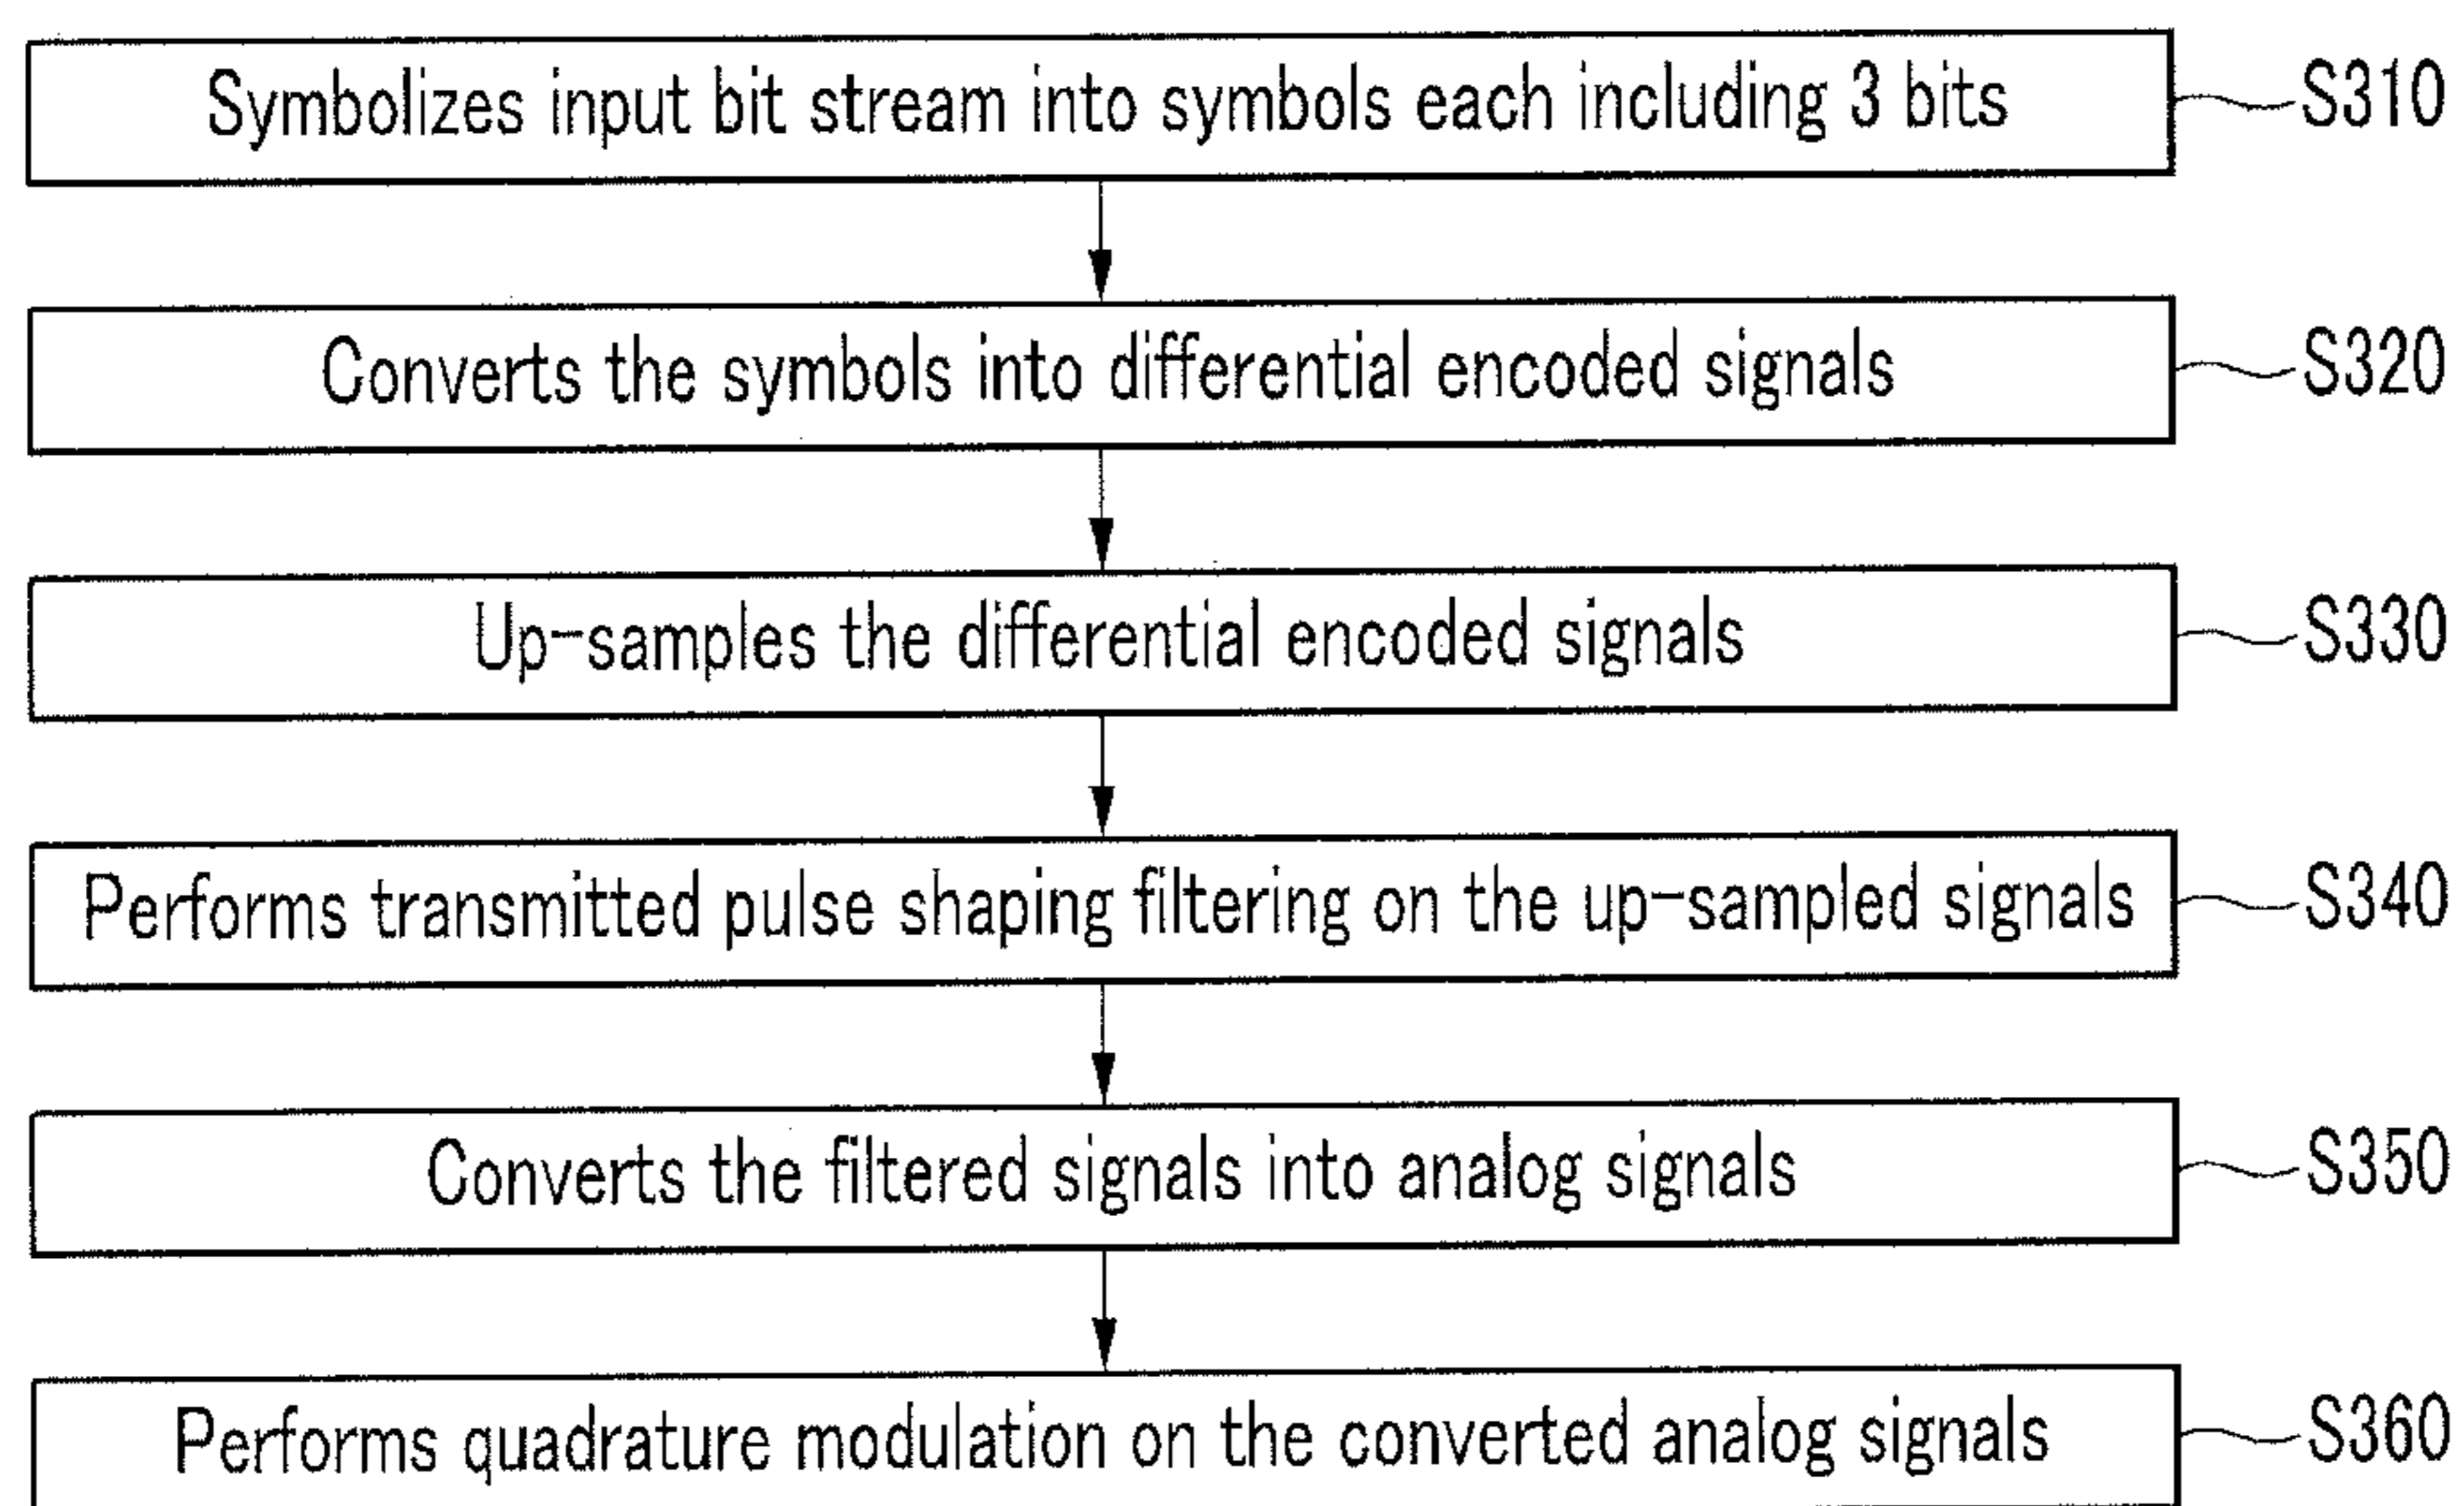 Symbolizes input bit stream into symbols each including 3 bits S310
Converts the symbols into differential encoded signals S320
Up-samples the differential encoded signals S330
Performs transmitted pulse shaping filtering on the up-sampled signals S340
Converts the filtered signals into analog signals S350
Performs quadrature modulation on the converted analog signals S360